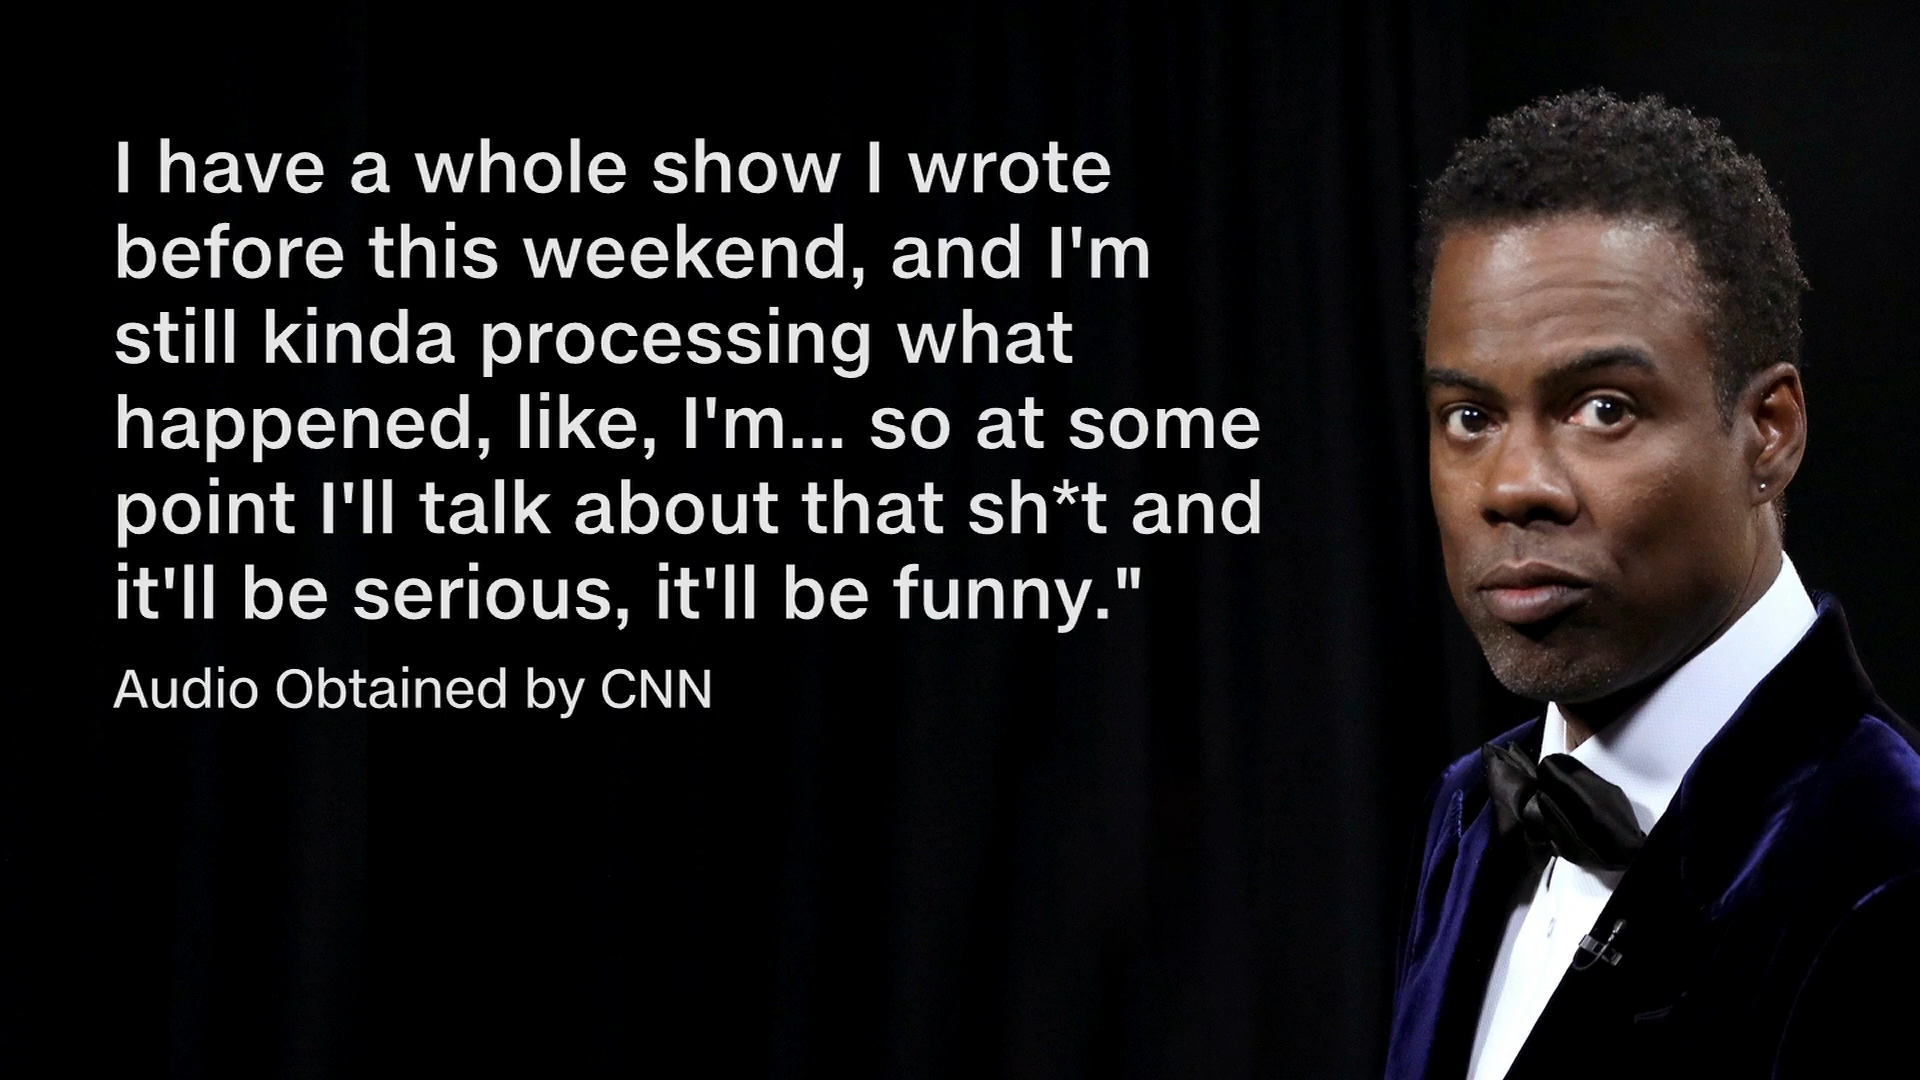 I have a whole show I wrote
before this weekend, and I'm
still kinda processing what
happened, like, I'm... so at some
point I'll talk about that sh*t and
it'll be serious, it'll be funny."
Audio Obtained by CNN